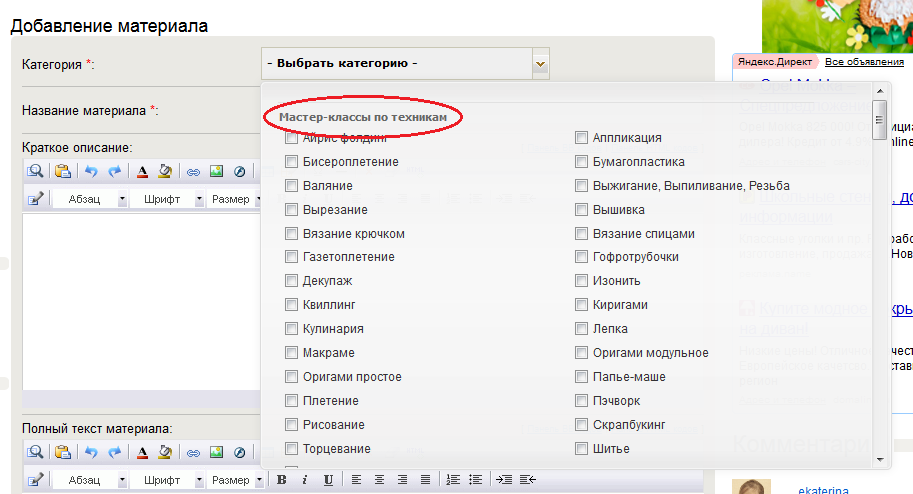 Добавление материала
Категория *:
- Выбрать категорию -
Яндекс.Директ Все объявления
Название материала *:
Мастер-классы по техникам
Айрис фолдинг Аппликация
Краткое описание:
Бисероплетение Бумагопластика
Валяние Выжигание, Выпиливание, Резьба
Абзац Шрифт Размер
Вырезание Вышивка
Вязание крючком Вязание спицами
Газетоплетение Гофротрубочки
Декупаж Изонить
Квиллинг Киригами
Кулинария Лепка
Макраме Оригами модульное
Оригами простое Папье-маше
Плетение Пэчворк
Рисование Скрапбукинг
Полный текст материала:
Торцевание Шитье
Абзац Шрифт Размер B i U
ekaterina